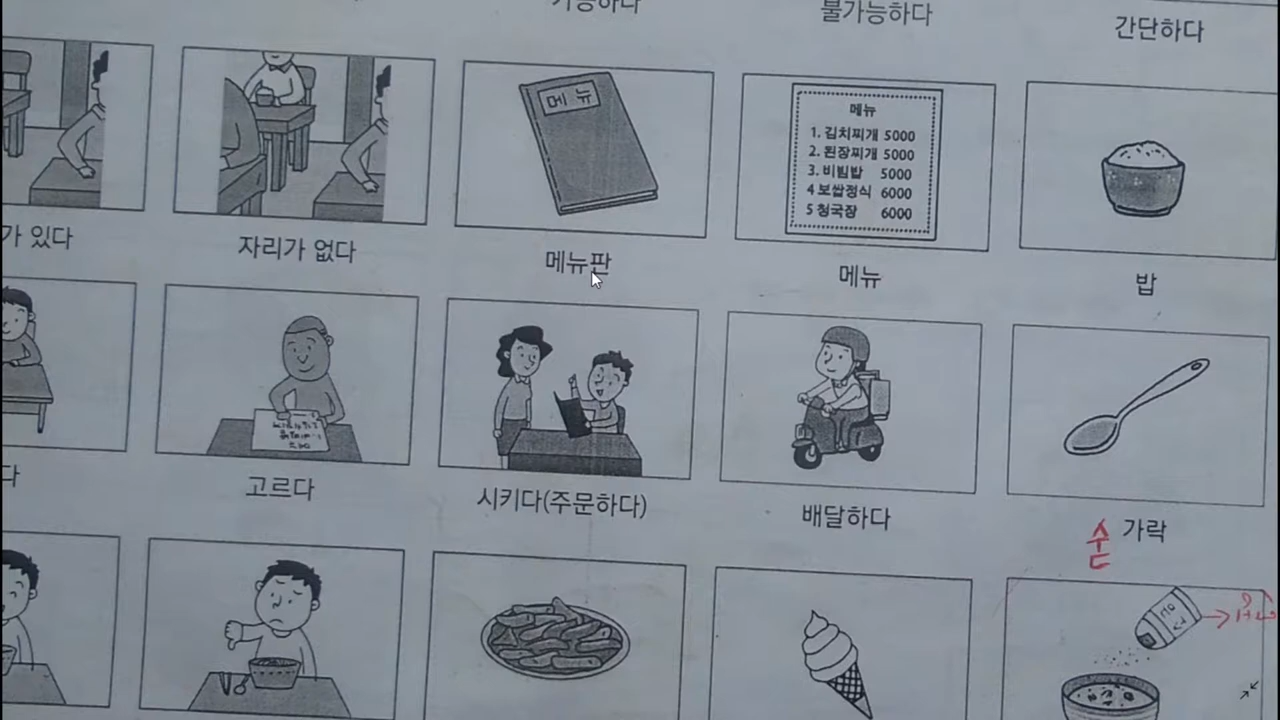 불가능하다
간단하다
메뉴
메뉴
1. 김치찌개 5000
2. 된장찌개 5000
3. 비빔밥 5000
4 보쌈정식 6000
5 청국장 6000
가 있다
자리가 없다
메뉴판
메뉴
밥
다
고르다
시키다(주문하다)
배달하다
숟 가락